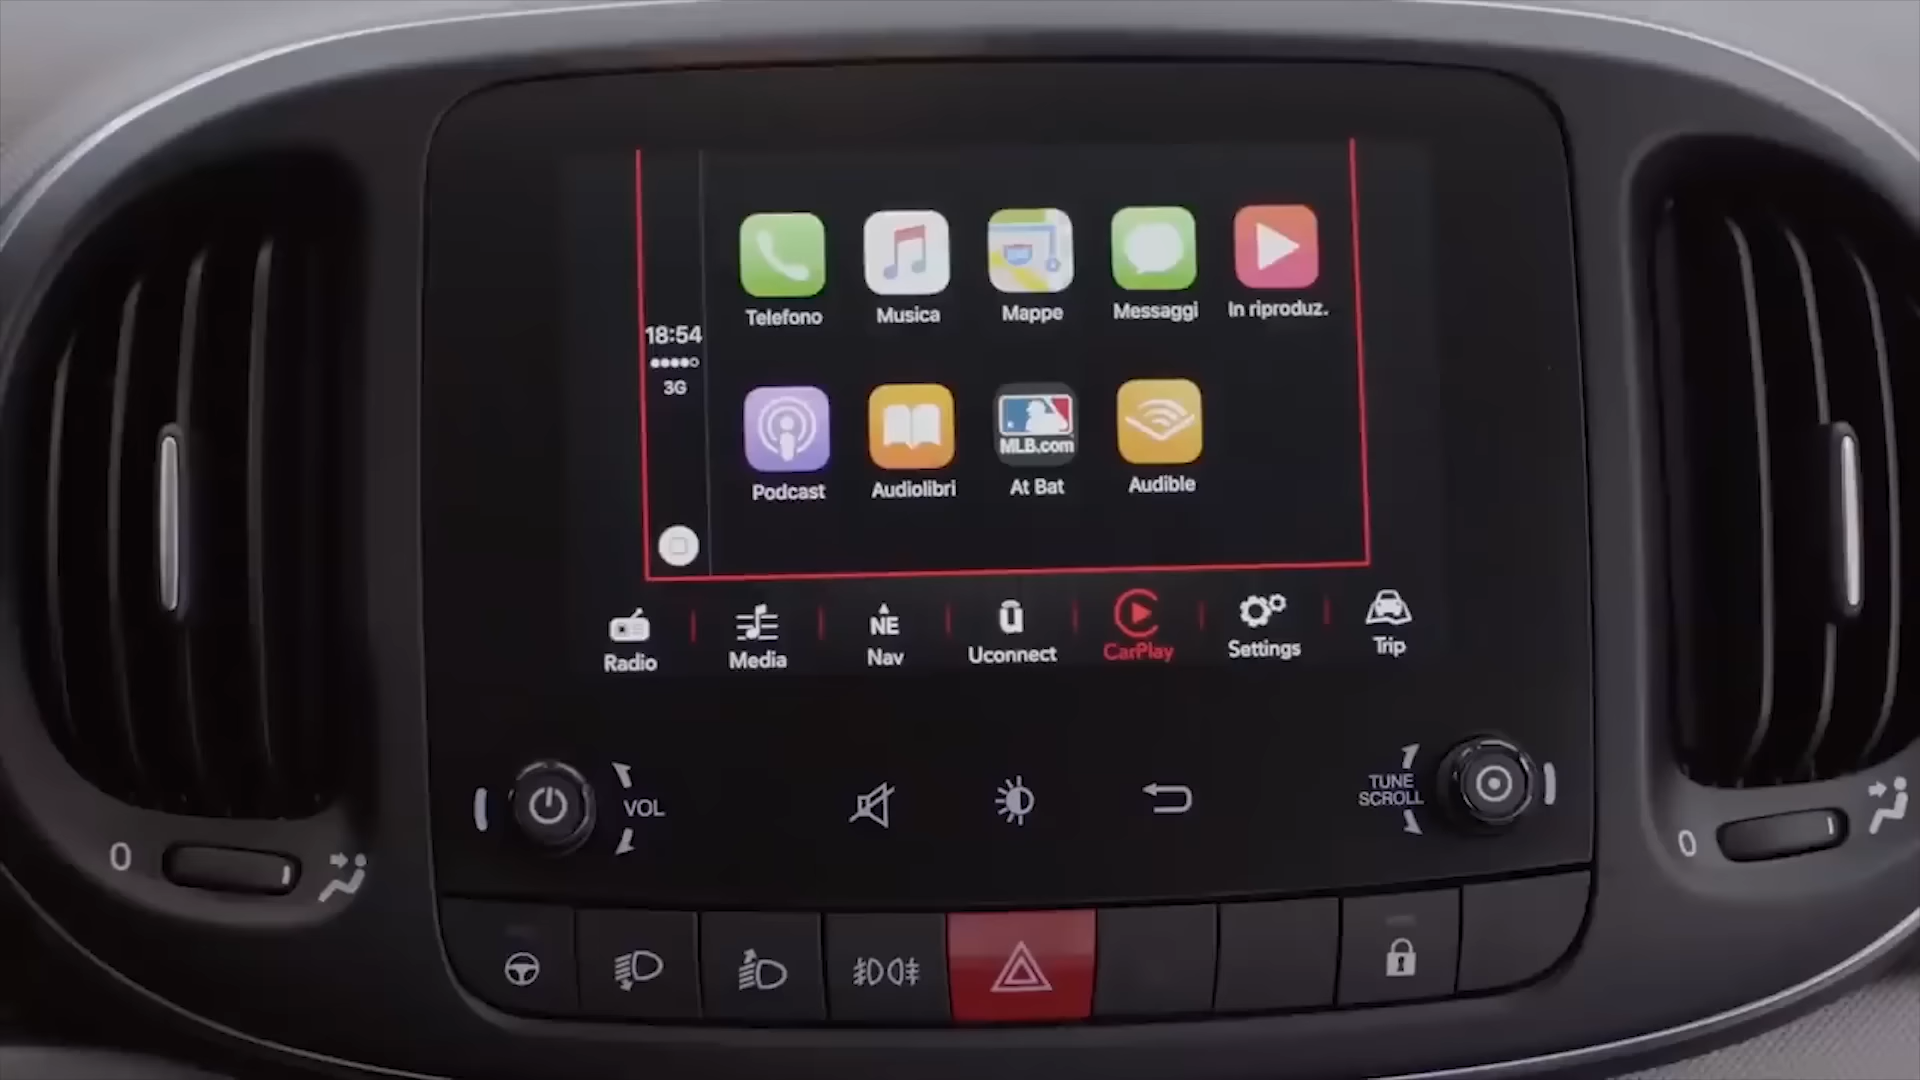 Telefono
Musica
Mappe
Messaggi
In riproduz.
18:54
3G
MLB.com
Podcast
Audiolibri
At Bat
Audible
NE
Radio
Media
Nav
Uconnect
CarPlay
Settings
Trip
VOL
TUNE
SCROLL
0
0